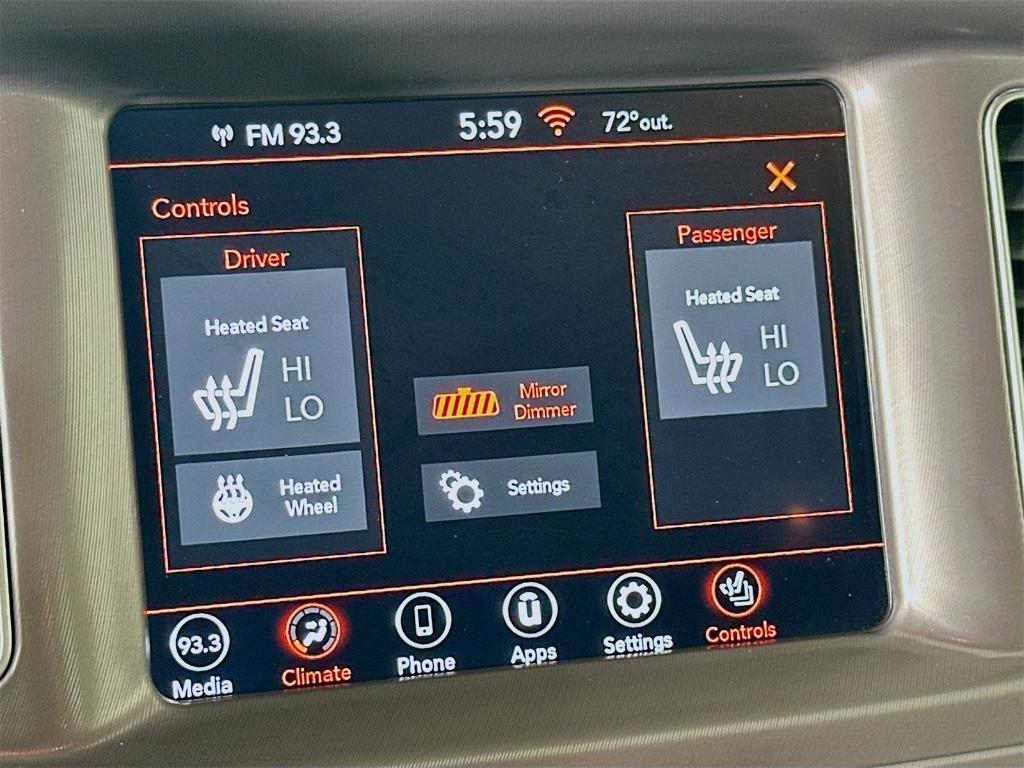 FM 93.3
5:59
72° out.
Controls
Driver
Heated Seat
HI
LO
Heated
Wheel
Mirror
Dimmer
Settings
Passenger
Heated Seat
HI
LO
93.3
Media
Climate
Phone
Apps
Settings
Controls